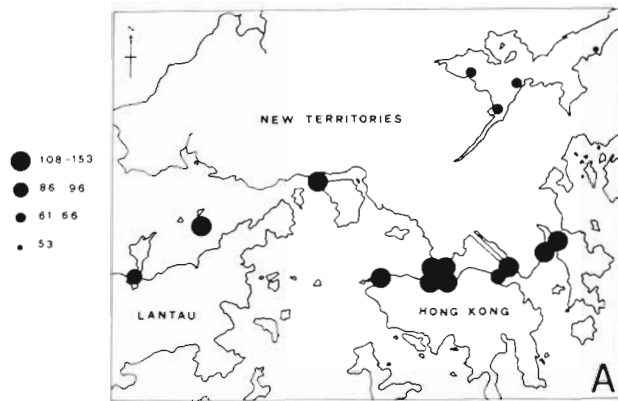 N
NEW TERRITORIES
108-153
86 96
61 66
53
LANTAU
HONG KONG
A